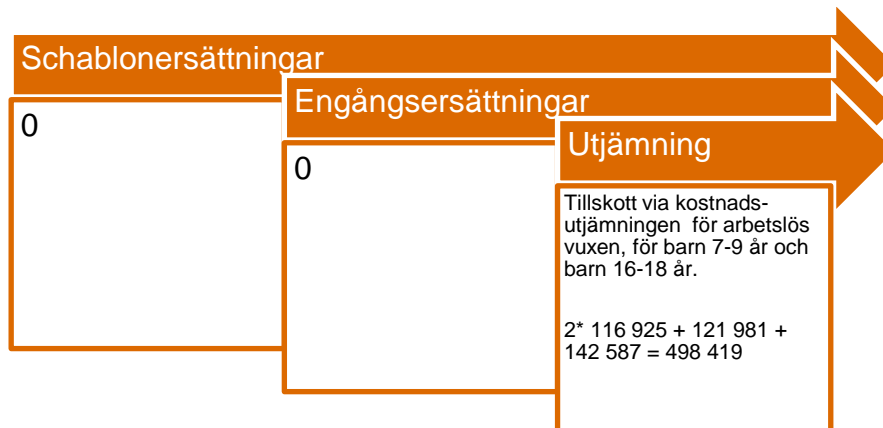 Schablonersättningar
0
Engångsersättningar
0
Utjämning
Tillskott via kostnads-
utjämningen  för arbetslös
vuxen, för barn 7-9 år och
barn 16-18 år.
2* 116 925 + 121 981 +
142 587 = 498 419